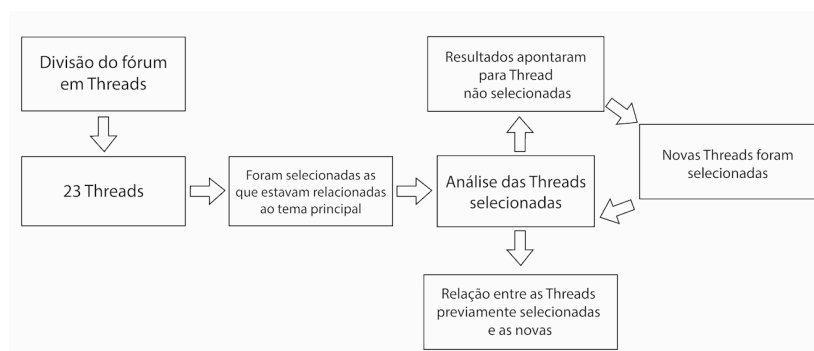 Divisão do fórum
em Threads
23 Threads
Foram selecionadas as
que estavam relacionadas
ao tema principal
Análise das Threads
selecionadas
Resultados apontaram
para Thread
não selecionadas
Novas Threads foram
selecionadas
Relação entre as Threads
previamente selecionadas
e as novas